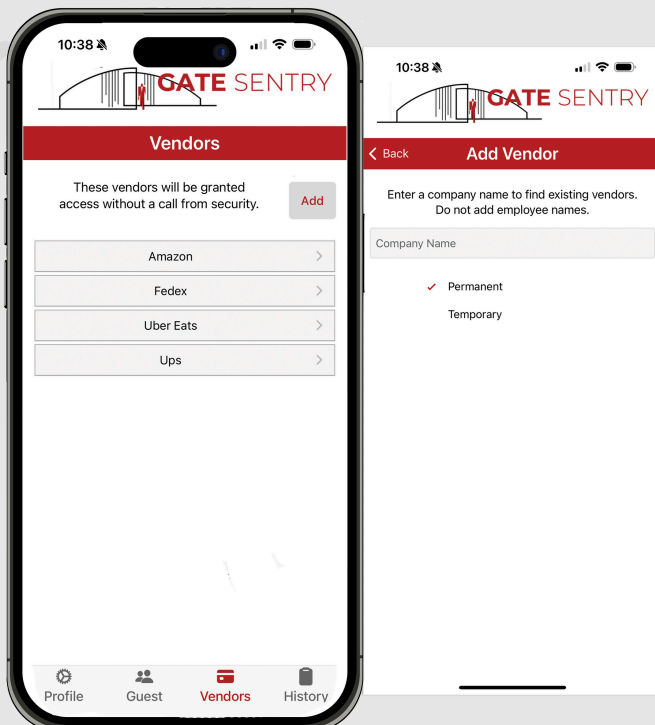 10:38
GATE SENTRY
Vendors
These vendors will be granted
access without a call from security.
Add
Amazon
Fedex
Uber Eats
Ups
Profile
Guest
Vendors
History
10:38
GATE SENTRY
Back
Add Vendor
Enter a company name to find existing vendors.
Do not add employee names.
Company Name
Permanent
Temporary